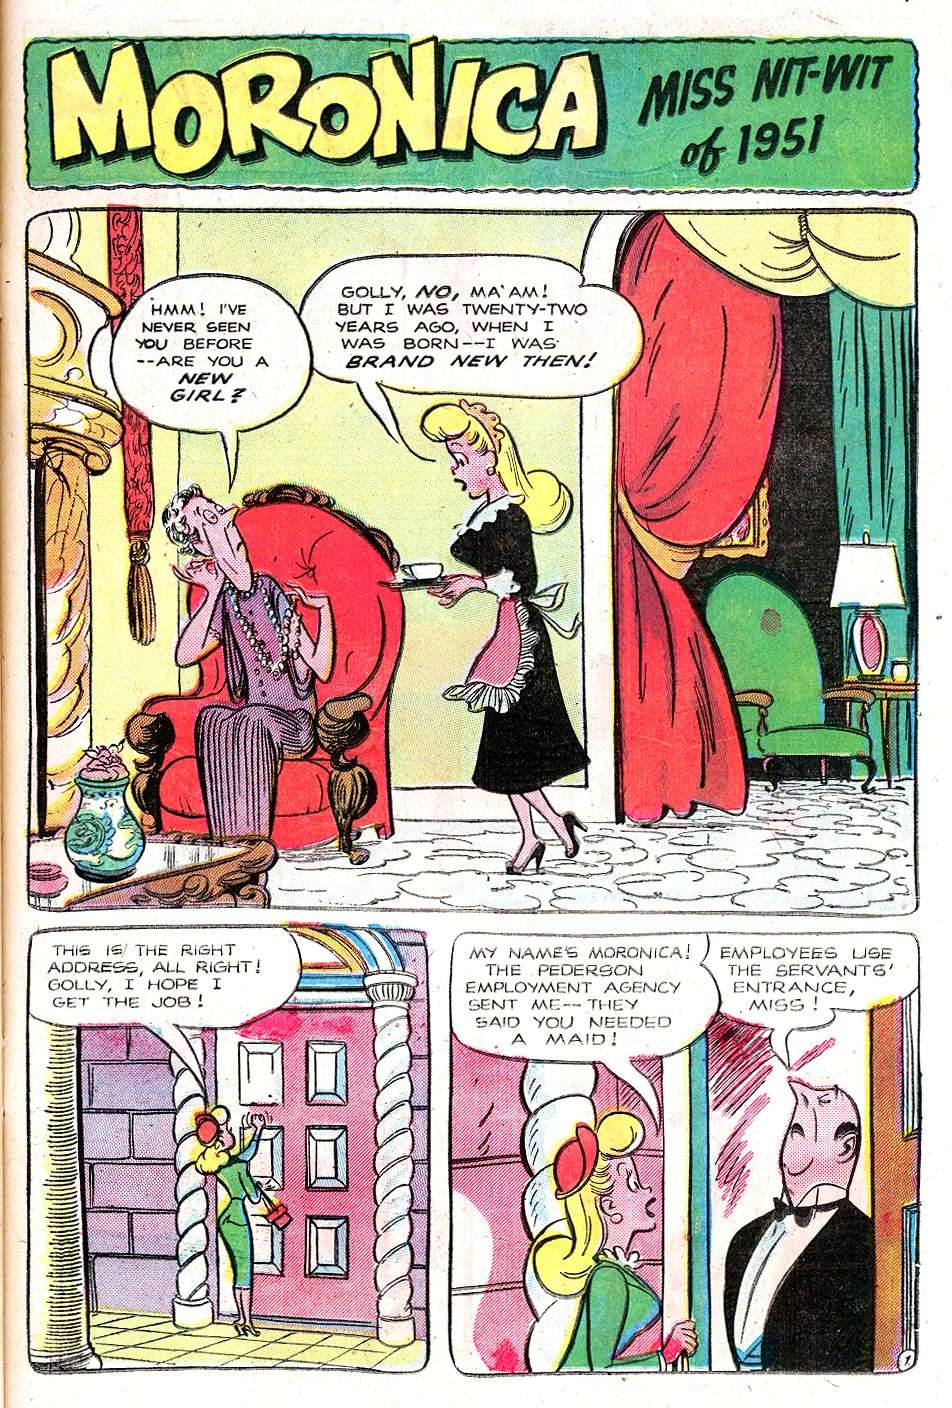 MORONICA
MISS NIT-WIT
of 1951
HMM! I'VE
NEVER SEEN
YOU BEFORE
--ARE YOU A
NEW
GIRL?
GOLLY, NO, MA'AM!
BUT I WAS TWENTY-TWO
YEARS AGO, WHEN I
WAS BORN--I WAS
BRAND NEW THEN!
THIS IS THE RIGHT
ADDRESS, ALL RIGHT!
GOLLY, I HOPE I
GET THE JOB!
MY NAME'S MORONICA!
THE PEDERSON
EMPLOYMENT AGENCY
SENT ME--THEY
SAID YOU NEEDED
A MAID!
EMPLOYEES USE
THE SERVANTS'
ENTRANCE,
MISS!
1